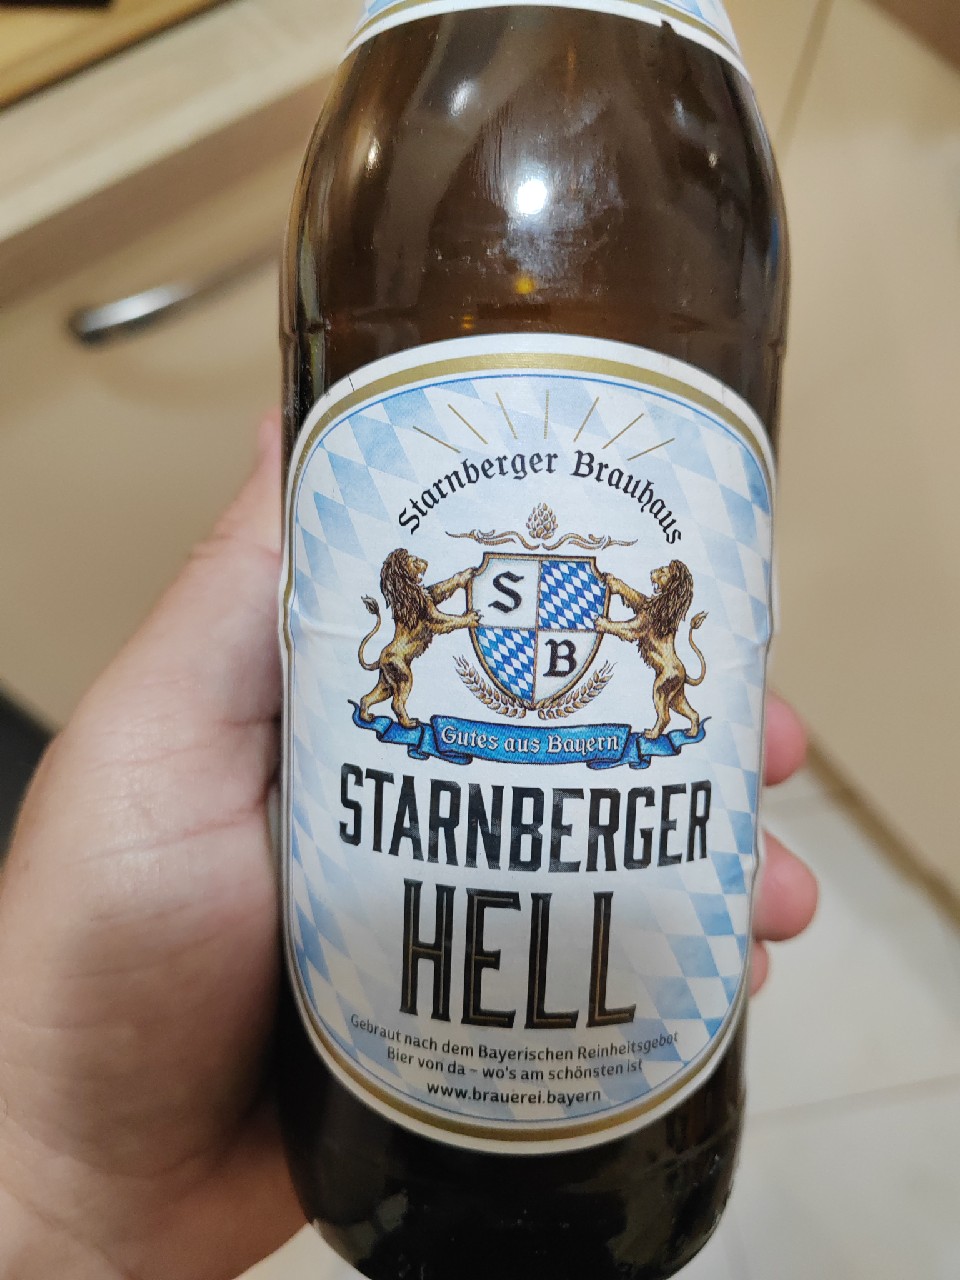 Starnberger Brauhaus
S
B
Gutes aus Bayern
STARNBERGER
HELL
Gebraut nach dem Bayerischen Reinheitsgebot
Bier von da – wo's am schönsten ist
www.brauerei.bayern